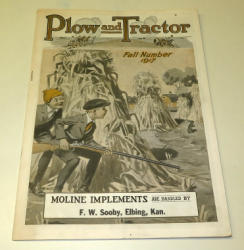 Plow and Tractor
Fall Number
1917
MOLINE IMPLEMENTS ARE HANDLED BY
F. W. Sooby, Elbing, Kan.